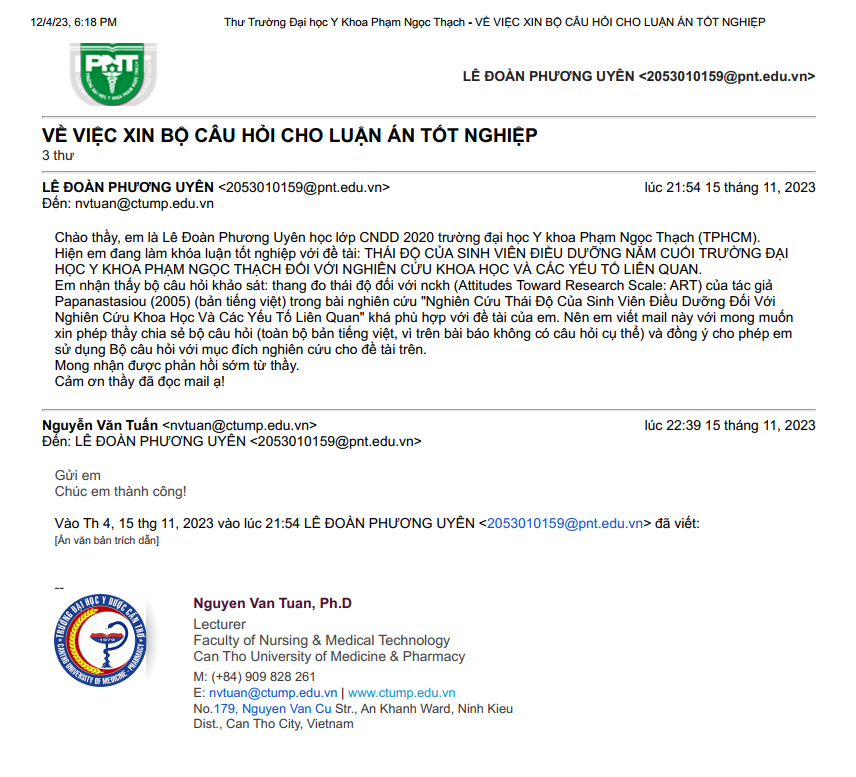 12/4/23, 6:18 PM Thư Trường Đại học Y Khoa Phạm Ngọc Thạch - VỀ VIỆC XIN BỘ CÂU HỎI CHO LUẬN ÁN TỐT NGHIỆP
PNT
LÊ ĐOÀN PHƯƠNG UYÊN <2053010159@pnt.edu.vn>
VỀ VIỆC XIN BỘ CÂU HỎI CHO LUẬN ÁN TỐT NGHIỆP
3 thư
LÊ ĐOÀN PHƯƠNG UYÊN <2053010159@pnt.edu.vn> lúc 21:54 15 tháng 11, 2023
Đến: nvtuan@ctump.edu.vn
Chào thầy, em là Lê Đoàn Phương Uyên học lớp CNDD 2020 trường đại học Y khoa Phạm Ngọc Thạch (TPHCM).
Hiện em đang làm khóa luận tốt nghiệp với đề tài: THÁI ĐỘ CỦA SINH VIÊN ĐIỀU DƯỠNG NĂM CUỐI TRƯỜNG ĐẠI
HỌC Y KHOA PHẠM NGỌC THẠCH ĐỐI VỚI NGHIÊN CỨU KHOA HỌC VÀ CÁC YẾU TỐ LIÊN QUAN.
Em nhận thấy bộ câu hỏi khảo sát: thang đo thái độ đối với nckh (Attitudes Toward Research Scale: ART) của tác giả
Papanastasiou (2005) (bản tiếng việt) trong bài nghiên cứu "Nghiên Cứu Thái Độ Của Sinh Viên Điều Dưỡng Đối Với
Nghiên Cứu Khoa Học Và Các Yếu Tố Liên Quan" khá phù hợp với đề tài của em. Nên em viết mail này với mong muốn
xin phép thầy chia sẻ bộ câu hỏi (toàn bộ bản tiếng việt, vì trên bài báo không có câu hỏi cụ thể) và đồng ý cho phép em
sử dụng Bộ câu hỏi với mục đích nghiên cứu cho đề tài trên.
Mong nhận được phản hồi sớm từ thầy.
Cảm ơn thầy đã đọc mail ạ!
Nguyễn Văn Tuấn <nvtuan@ctump.edu.vn> lúc 22:39 15 tháng 11, 2023
Đến: LÊ ĐOÀN PHƯƠNG UYÊN <2053010159@pnt.edu.vn>
Gửi em
Chúc em thành công!
Vào Th 4, 15 thg 11, 2023 vào lúc 21:54 LÊ ĐOÀN PHƯƠNG UYÊN <2053010159@pnt.edu.vn> đã viết:
[Ẩn văn bản trích dẫn]
--
TRƯỜNG ĐẠI HỌC Y DƯỢC CẦN THƠ
1979
CANTHO UNIVERSITY OF MEDICINE - PHARMACY
Nguyen Van Tuan, Ph.D
Lecturer
Faculty of Nursing & Medical Technology
Can Tho University of Medicine & Pharmacy
M: (+84) 909 828 261
E: nvtuan@ctump.edu.vn | www.ctump.edu.vn
No.179, Nguyen Van Cu Str., An Khanh Ward, Ninh Kieu
Dist., Can Tho City, Vietnam